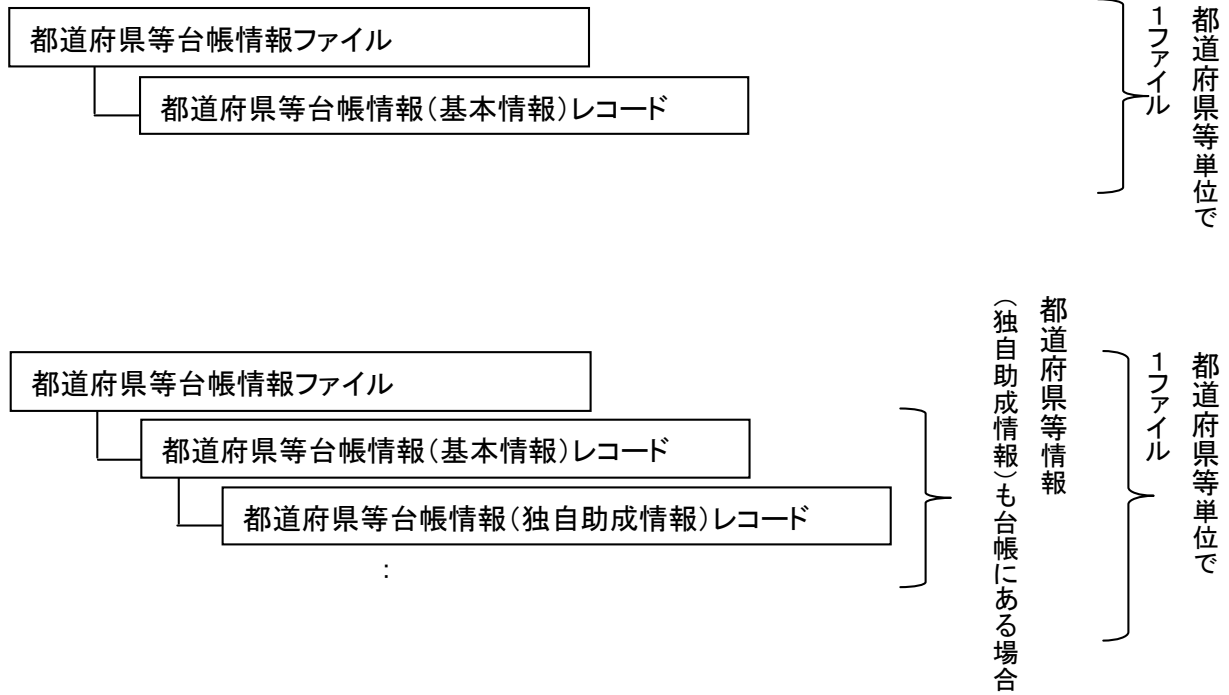 都道府県等台帳情報ファイル
都道府県等台帳情報(基本情報)レコード
都道府県等単位で
1ファイル
都道府県等台帳情報ファイル
都道府県等台帳情報(基本情報)レコード
都道府県等台帳情報(独自助成情報)レコード
:
都道府県等情報
(独自助成情報)も台帳にある場合
都道府県等単位で
1ファイル